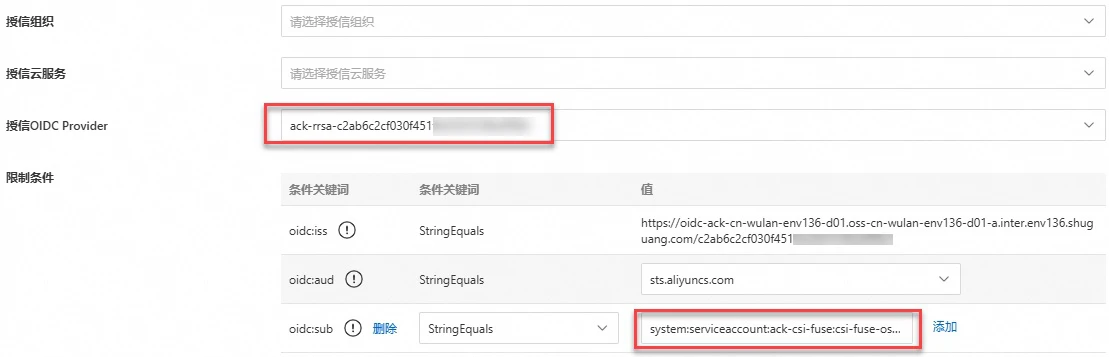 授信组织 请选择授信组织
授信云服务 请选择授信云服务
授信OIDC Provider ack-rrsa-c2ab6c2cf030f451
限制条件
条件关键词 条件关键词 值
oidc:iss StringEquals https://oidc-ack-cn-wulan-env136-d01.oss-cn-wulan-env136-d01-a.inter.env136.shug
uang.com/c2ab6c2cf030f451
oidc:aud StringEquals sts.aliyuncs.com
oidc:sub 删除 StringEquals system:serviceaccount:ack-csi-fuse:csi-fuse-os... 添加